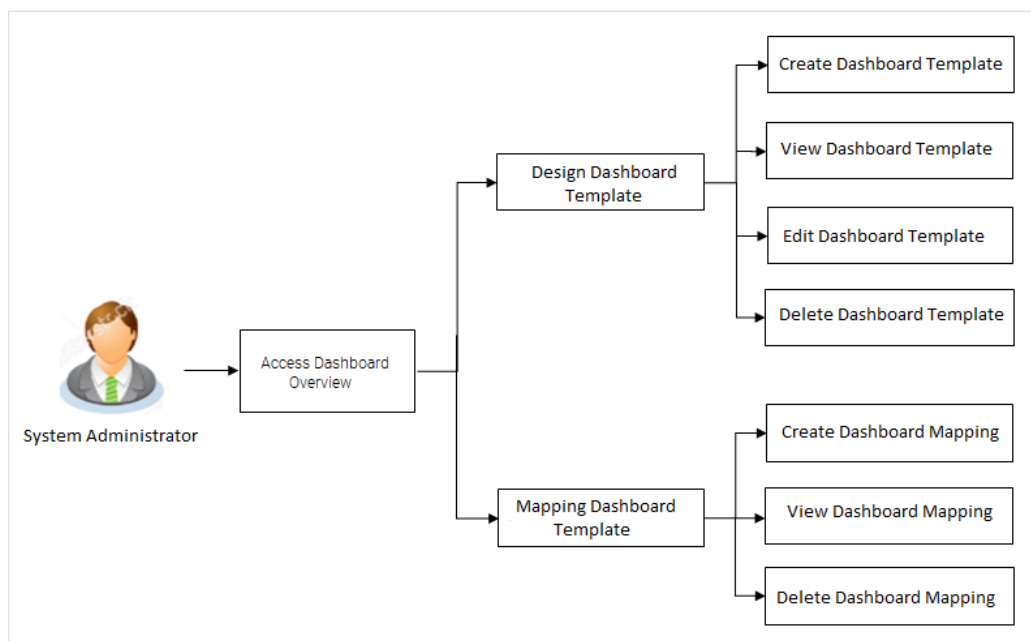 Create Dashboard Template
View Dashboard Template
Design Dashboard
Template
Edit Dashboard Template
Delete Dashboard Template
Access Dashboard
Overview
System Administrator
Create Dashboard Mapping
Mapping Dashboard
Template
View Dashboard Mapping
Delete Dashboard Mapping